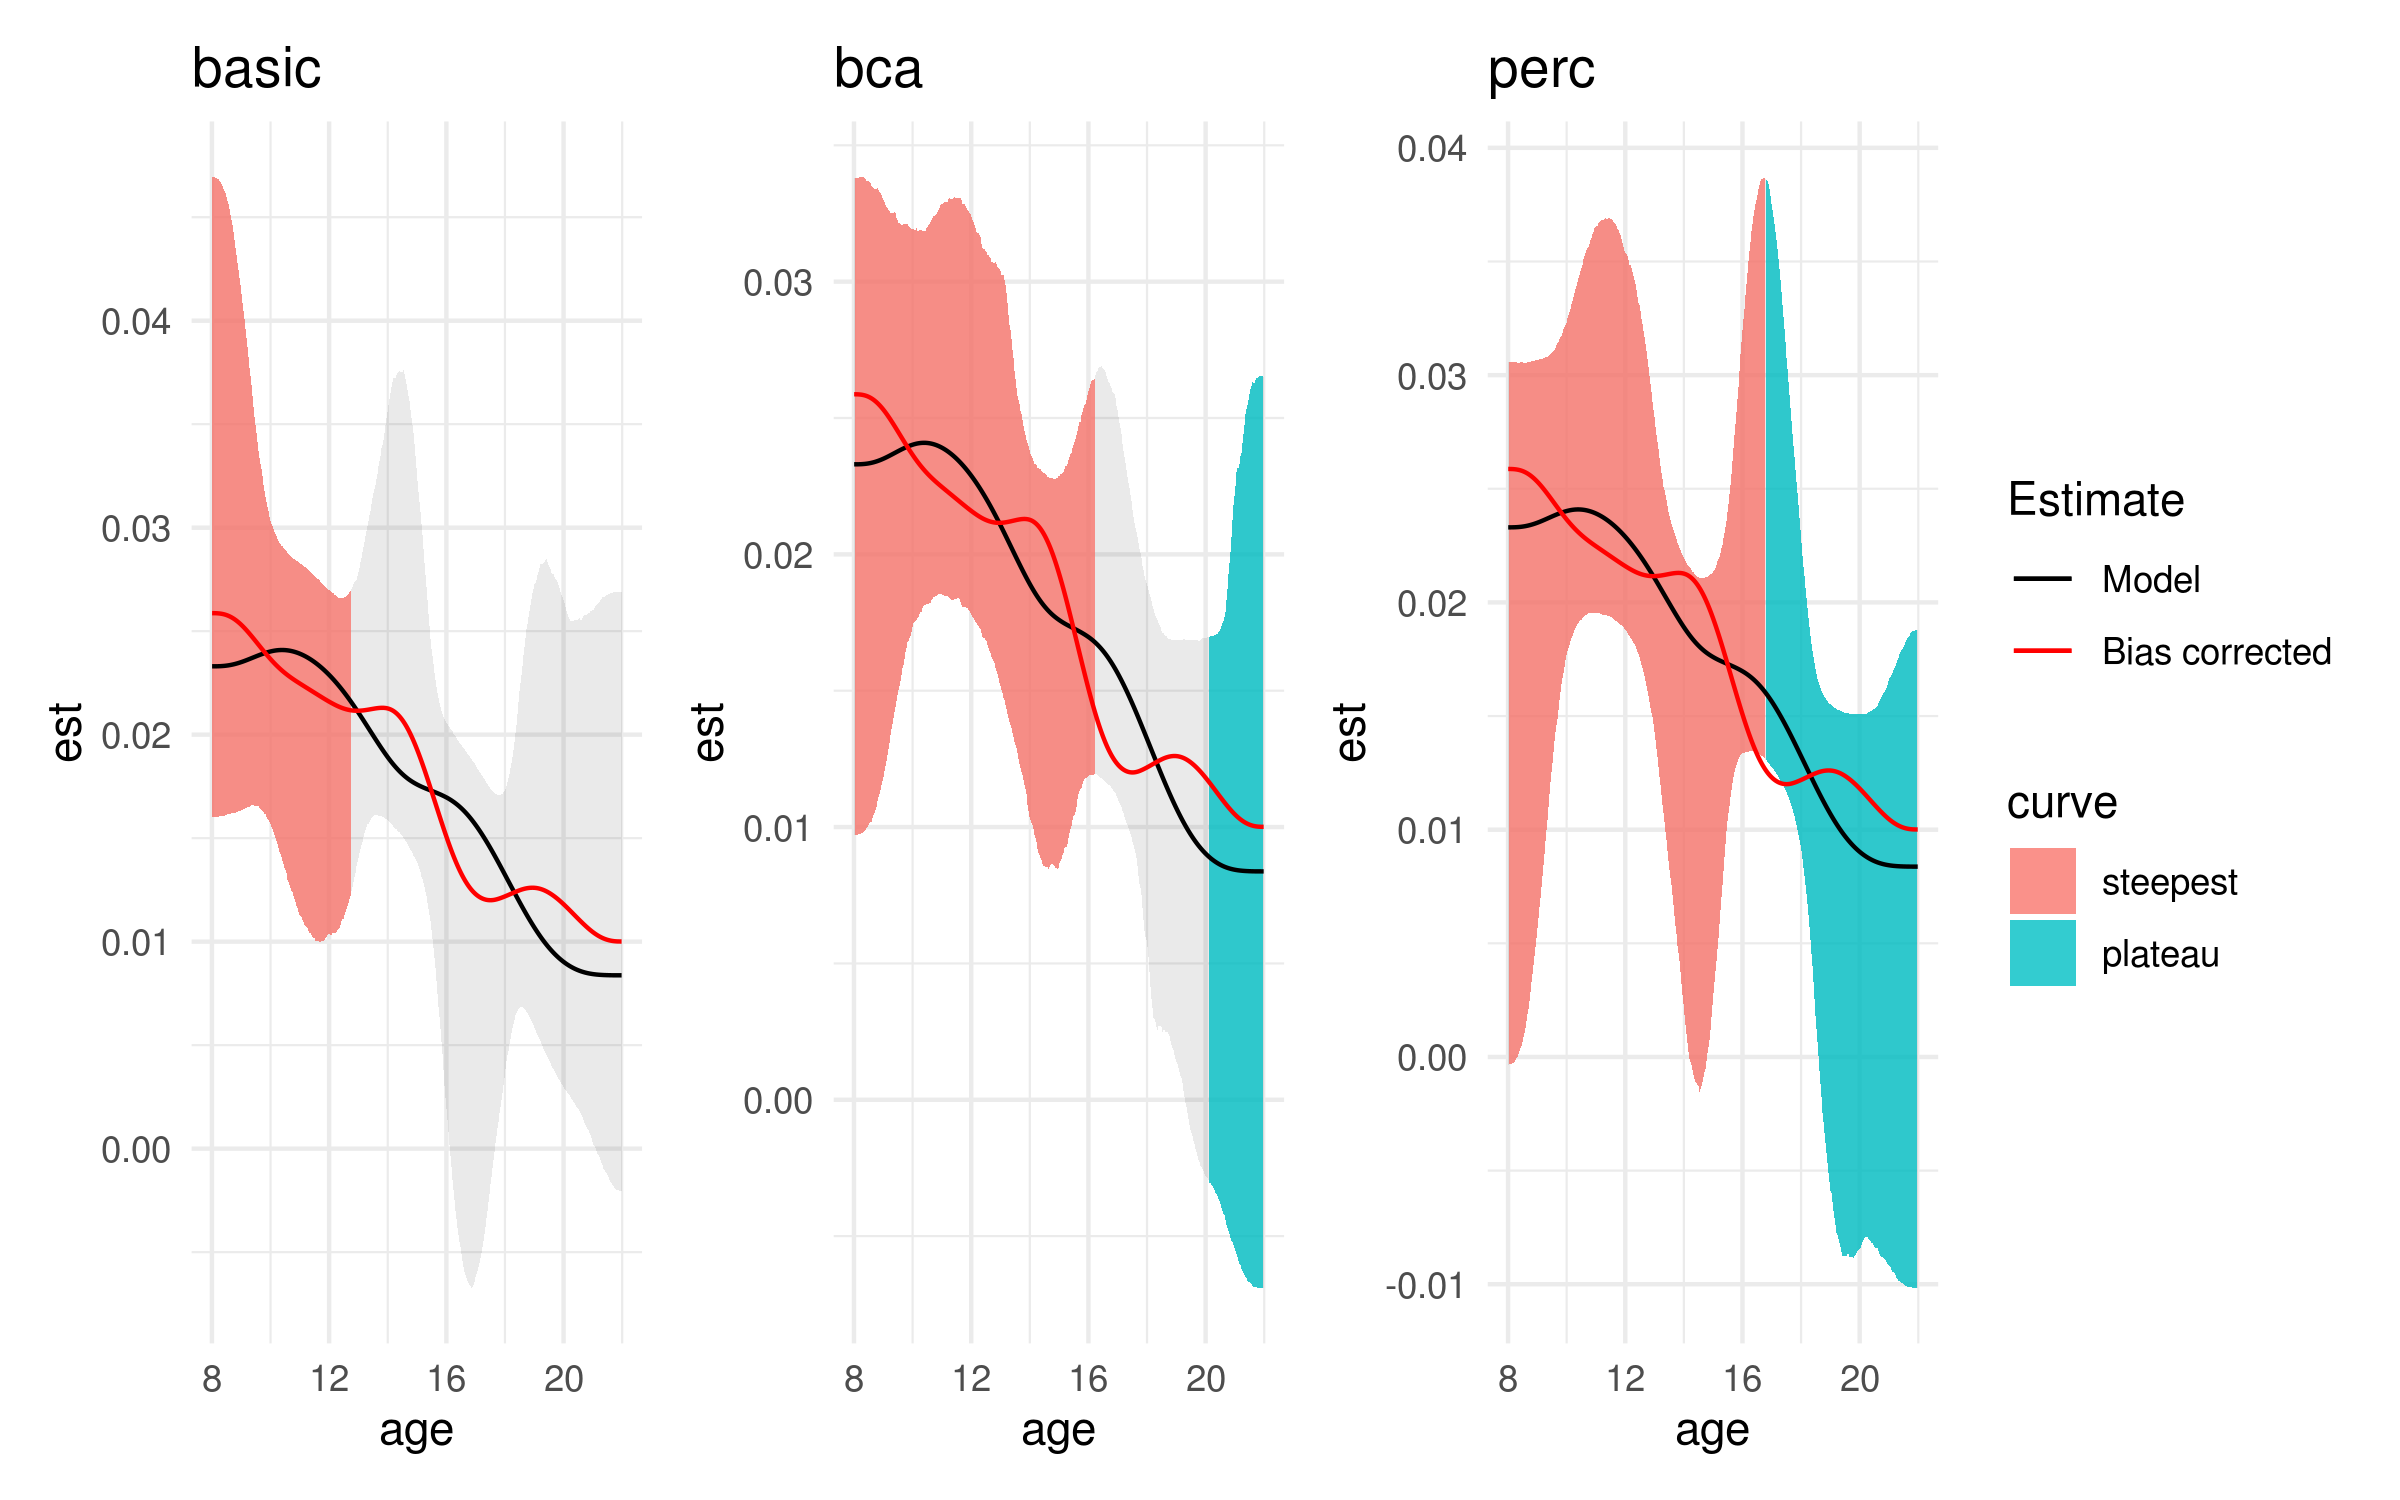 basic
0.04
0.03
0.02
0.01
0.00
est
8 12 16 20
age
bca
0.03
0.02
0.01
0.00
est
8 12 16 20
age
perc
0.04
0.03
0.02
0.01
0.00
-0.01
est
8 12 16 20
age
Estimate
Model
Bias corrected
curve
steepest
plateau